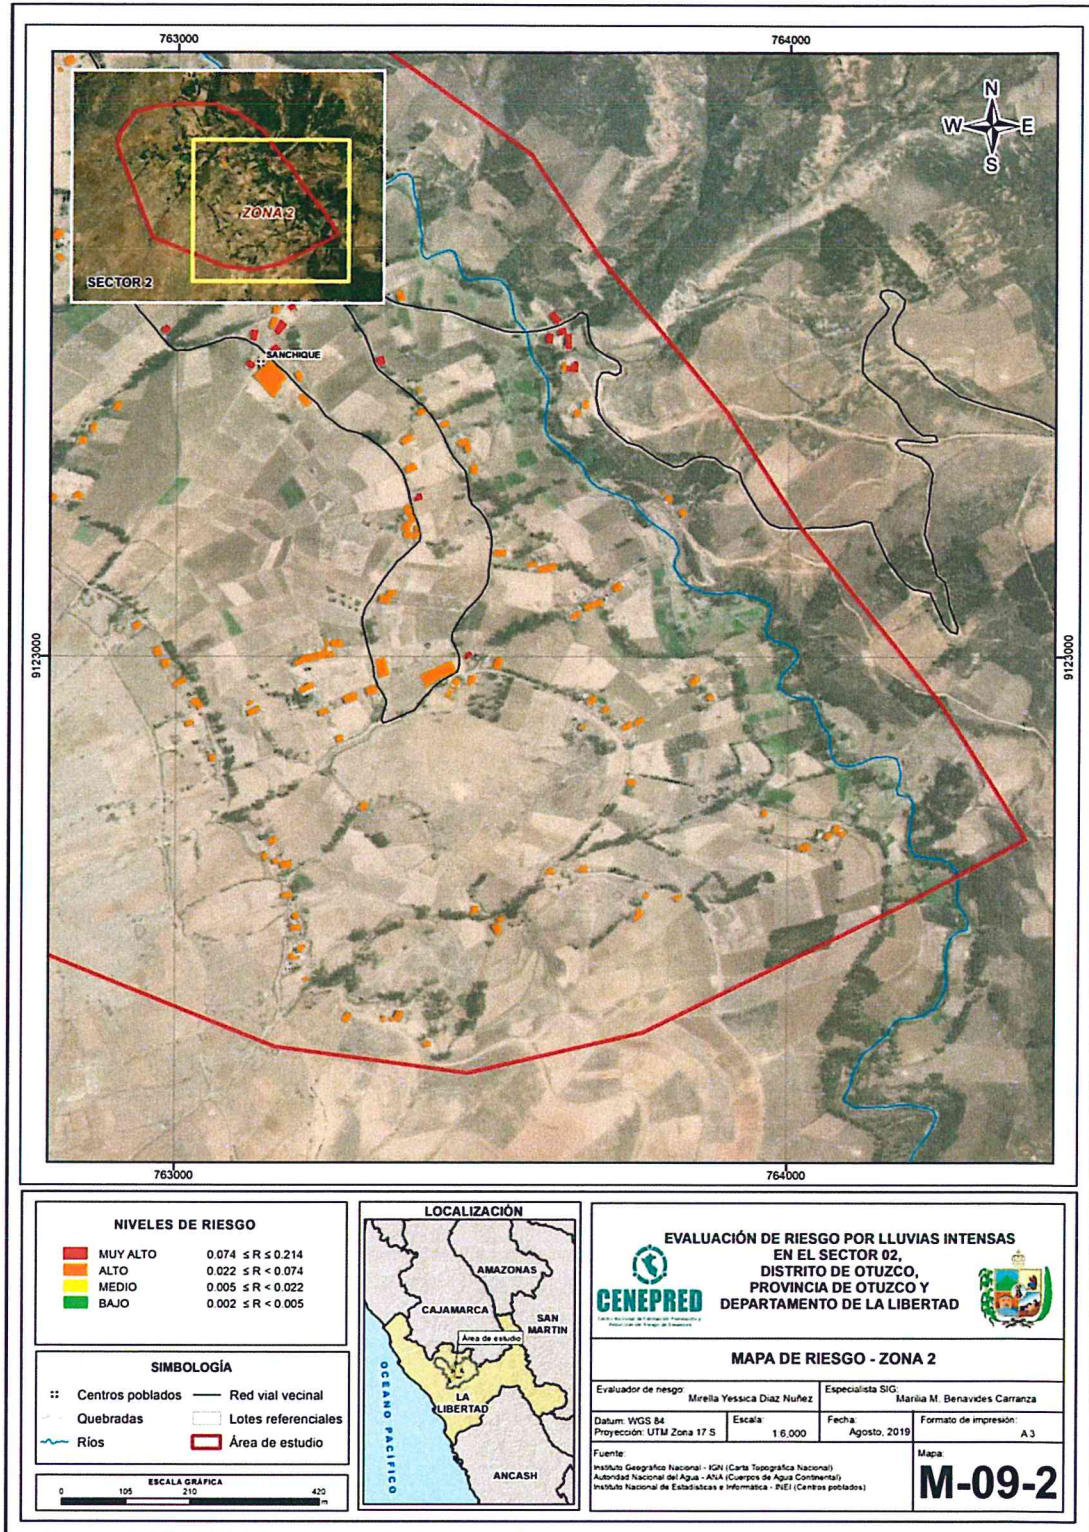 763000
764000
N
W E
S
ZONA 2
SECTOR 2
SANCHIQUE
9123000
9123000
763000
764000
NIVELES DE RIESGO
MUY ALTO 0.074 ≤ R ≤ 0.214
ALTO 0.022 ≤ R < 0.074
MEDIO 0.005 ≤ R < 0.022
BAJO 0.002 ≤ R < 0.005
SIMBOLOGÍA
Centros poblados Red vial vecinal
Quebradas Lotes referenciales
Ríos Área de estudio
ESCALA GRÁFICA
0 105 210 420
m
LOCALIZACIÓN
AMAZONAS
CAJAMARCA
SAN
MARTIN
Área de estudio
LA
LIBERTAD
OCEANO PACÍFICO
ANCASH
CENEPRED
EVALUACIÓN DE RIESGO POR LLUVIAS INTENSAS
EN EL SECTOR 02,
DISTRITO DE OTUZCO,
PROVINCIA DE OTUZCO Y
DEPARTAMENTO DE LA LIBERTAD
MAPA DE RIESGO - ZONA 2
Evaluador de riesgo: Mirella Yessica Diaz Nuñez
Especialista SIG: Marilia M. Benavides Carranza
Datum: WGS 84
Proyección: UTM Zona 17 S
Escala: 1:6,000
Fecha: Agosto, 2019
Formato de impresión: A 3
Fuente:
Instituto Geográfico Nacional - IGN (Carta Topográfica Nacional)
Autoridad Nacional del Agua - ANA (Cuerpos de Agua Continental)
Instituto Nacional de Estadísticas e Informática - INEI (Centros poblados)
Mapa:
M-09-2